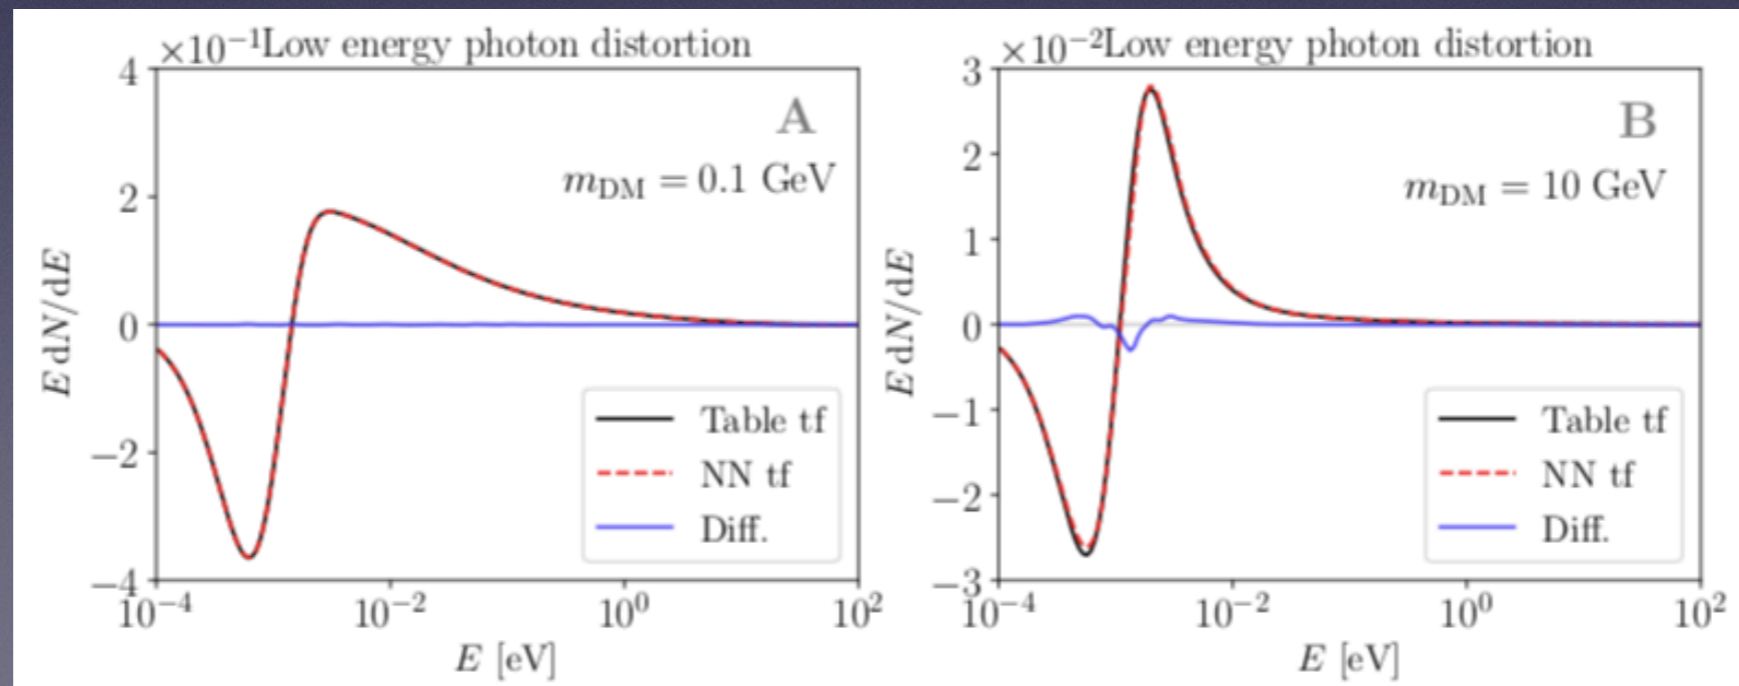 ×10⁻¹Low energy photon distortion
A
m_DM = 0.1 GeV
4
2
0
−2
−4
E dN/dE
Table tf
NN tf
Diff.
10⁻⁴ 10⁻² 10⁰ 10²
E [eV]
×10⁻²Low energy photon distortion
B
m_DM = 10 GeV
3
2
1
0
−1
−2
−3
E dN/dE
Table tf
NN tf
Diff.
10⁻⁴ 10⁻² 10⁰ 10²
E [eV]